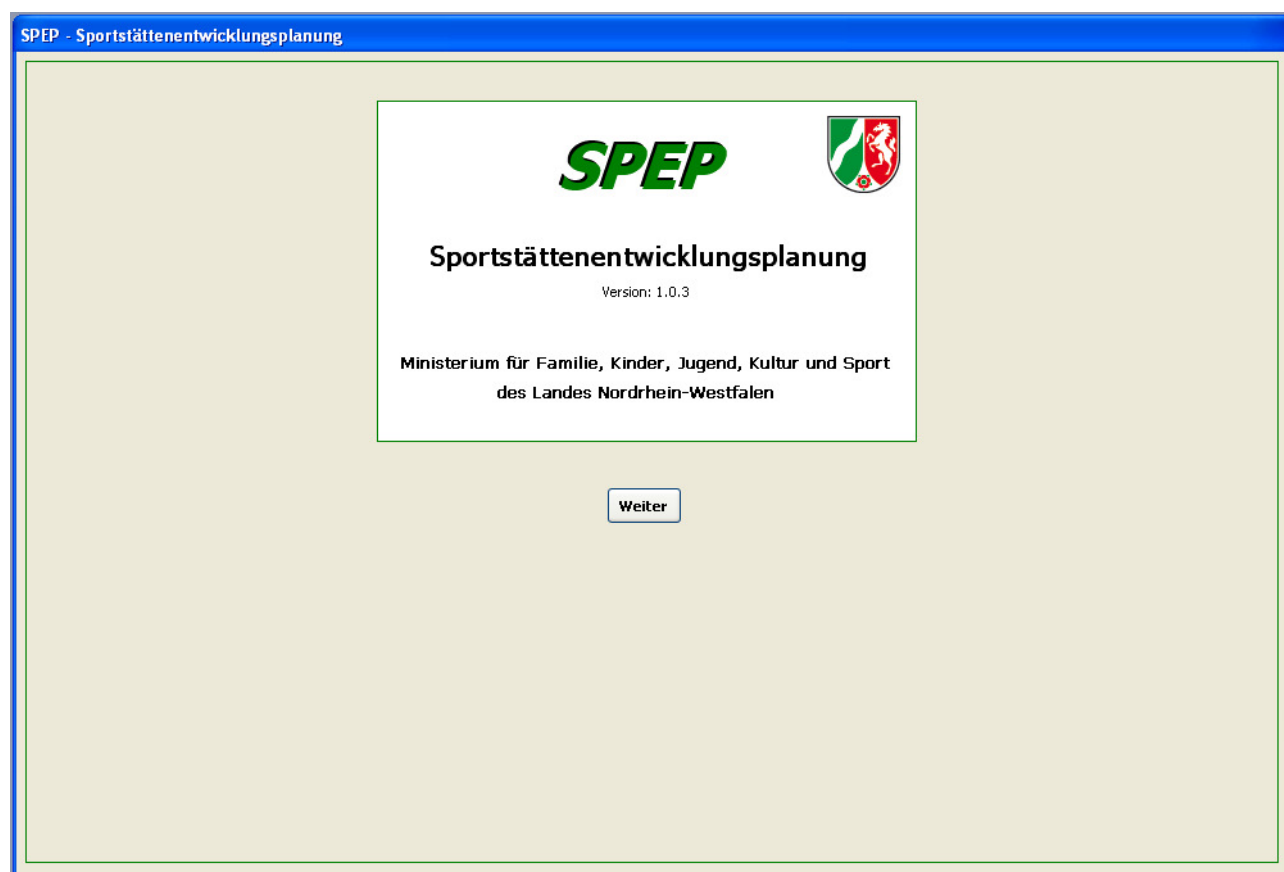 SPEP - Sportstättenentwicklungsplanung
SPEP
Sportstättenentwicklungsplanung
Version: 1.0.3
Ministerium für Familie, Kinder, Jugend, Kultur und Sport
des Landes Nordrhein-Westfalen
Weiter